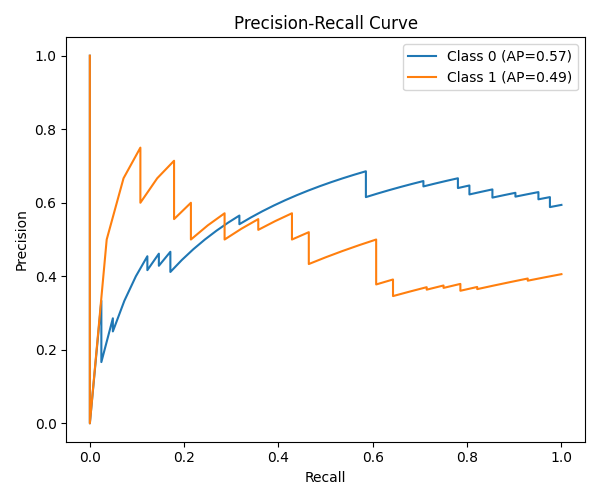 Precision-Recall Curve
Class 0 (AP=0.57)
Class 1 (AP=0.49)
Precision
1.0
0.8
0.6
0.4
0.2
0.0
0.0 0.2 0.4 0.6 0.8 1.0
Recall